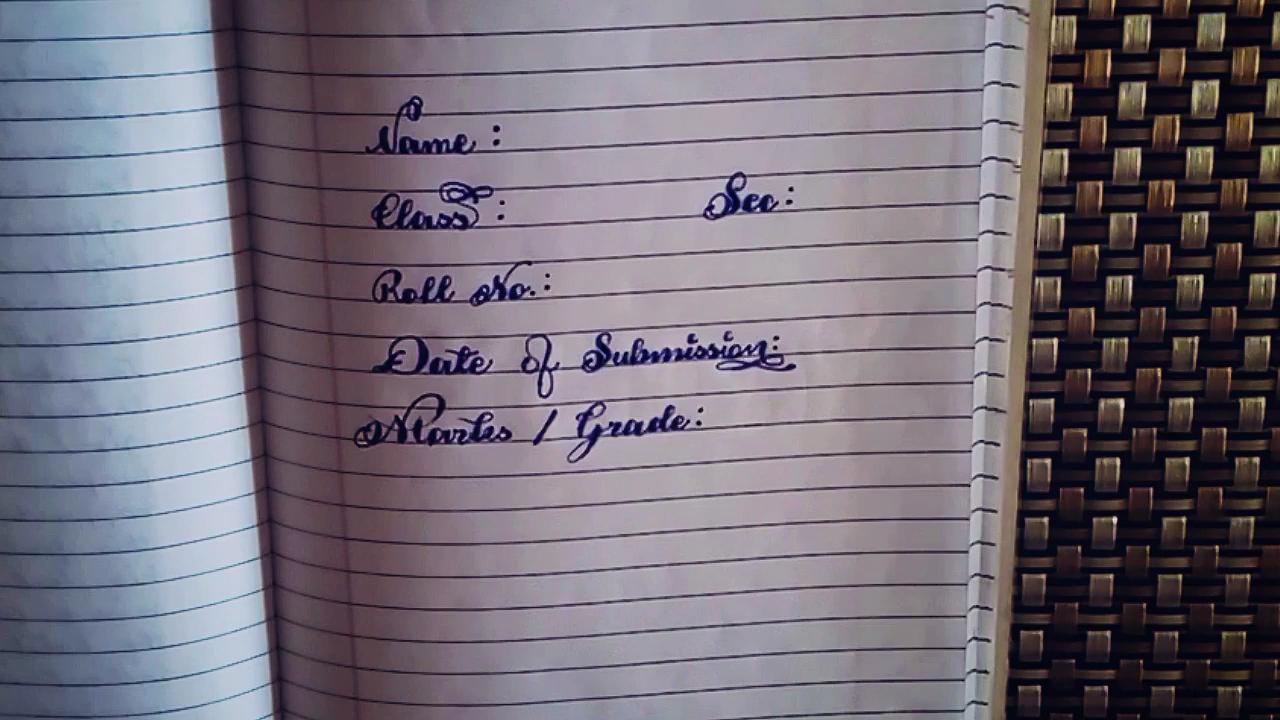 Name :
Class : Sec :
Roll No. :
Date of Submission :
Marks / Grade :